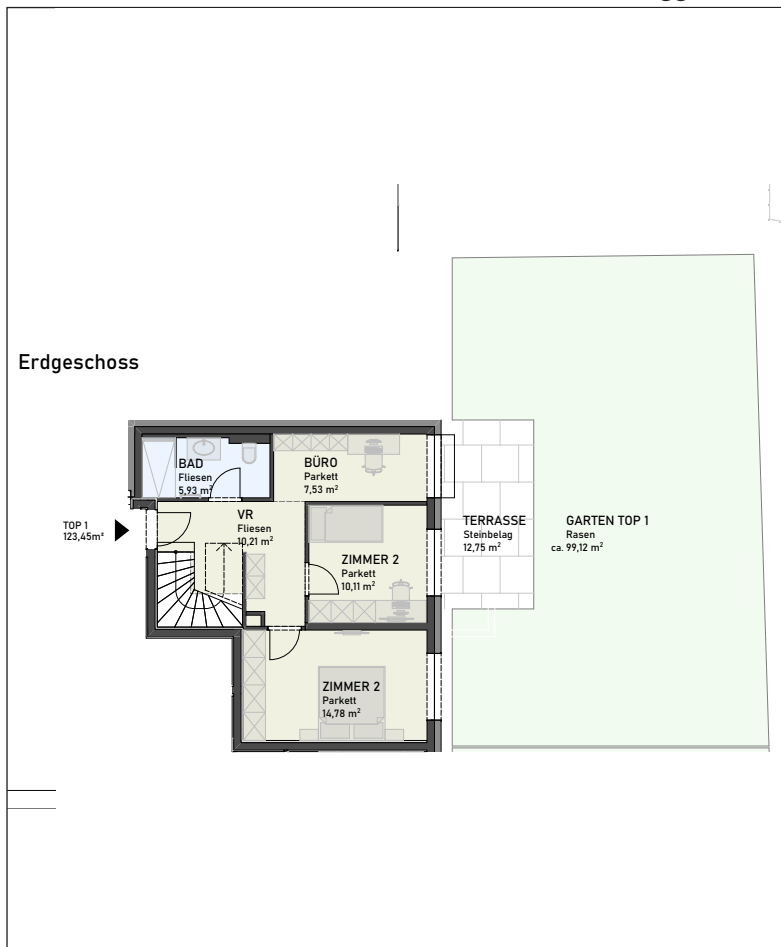 Erdgeschoss
BAD
Fliesen
5,93 m²
BÜRO
Parkett
7,53 m²
VR
Fliesen
10,21 m²
TOP 1
123,45m²
ZIMMER 2
Parkett
10,11 m²
TERRASSE
Steinbelag
12,75 m²
GARTEN TOP 1
Rasen
ca. 99,12 m²
ZIMMER 2
Parkett
14,78 m²